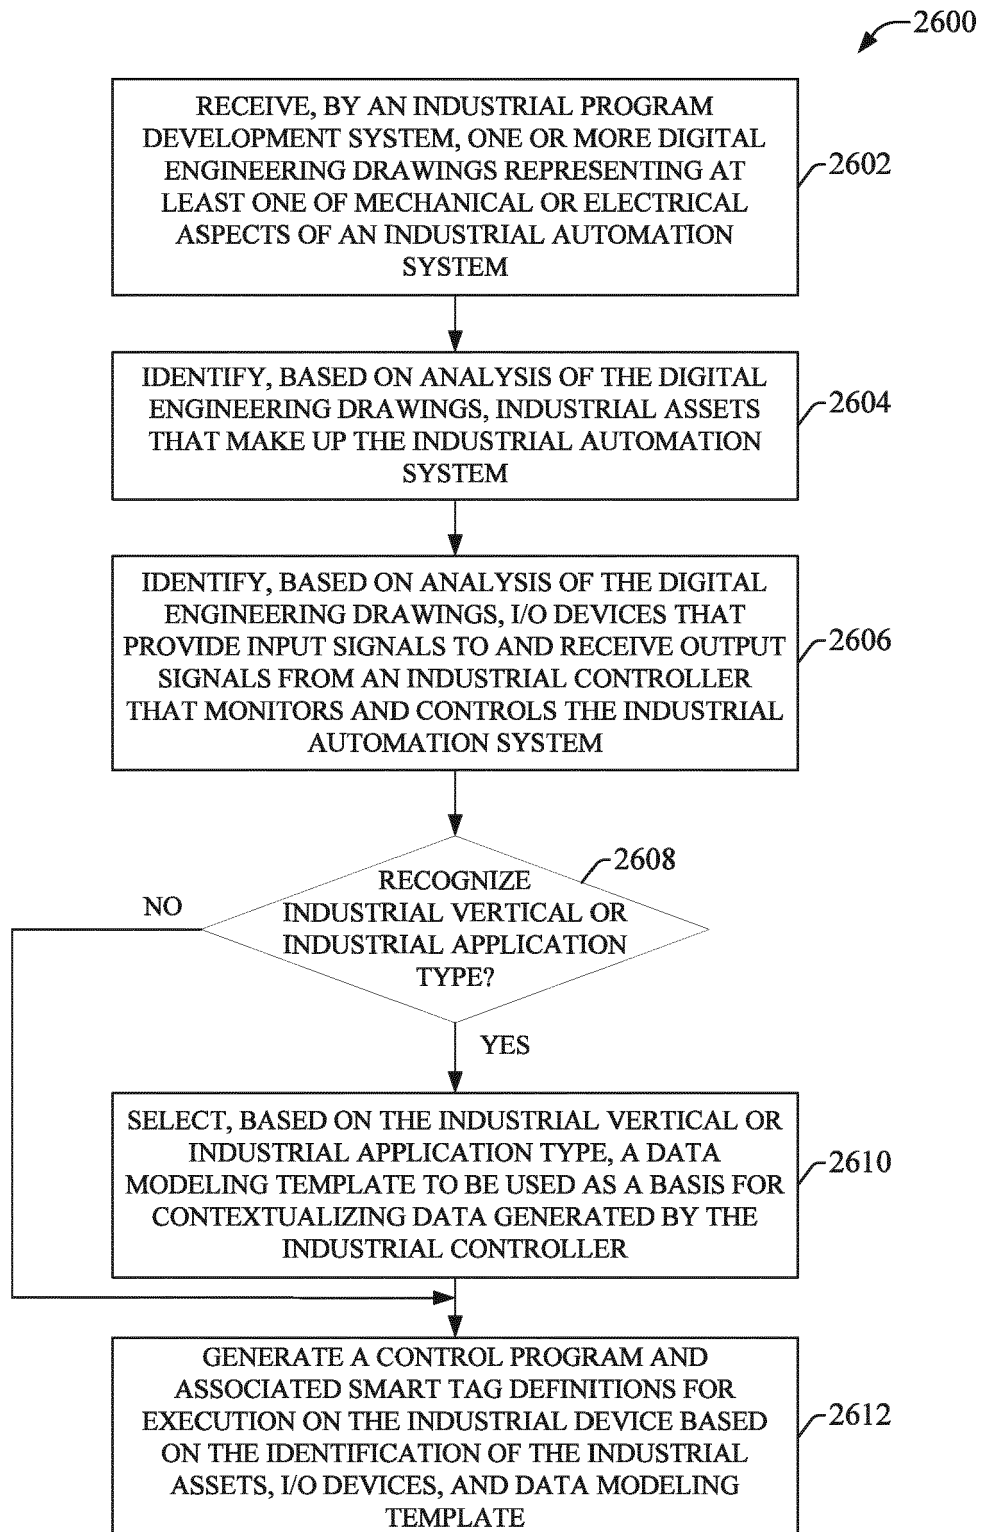 2600
RECEIVE, BY AN INDUSTRIAL PROGRAM
DEVELOPMENT SYSTEM, ONE OR MORE DIGITAL
ENGINEERING DRAWINGS REPRESENTING AT
LEAST ONE OF MECHANICAL OR ELECTRICAL
ASPECTS OF AN INDUSTRIAL AUTOMATION
SYSTEM
2602
IDENTIFY, BASED ON ANALYSIS OF THE DIGITAL
ENGINEERING DRAWINGS, INDUSTRIAL ASSETS
THAT MAKE UP THE INDUSTRIAL AUTOMATION
SYSTEM
2604
IDENTIFY, BASED ON ANALYSIS OF THE DIGITAL
ENGINEERING DRAWINGS, I/O DEVICES THAT
PROVIDE INPUT SIGNALS TO AND RECEIVE OUTPUT
SIGNALS FROM AN INDUSTRIAL CONTROLLER
THAT MONITORS AND CONTROLS THE INDUSTRIAL
AUTOMATION SYSTEM
2606
2608
RECOGNIZE
INDUSTRIAL VERTICAL OR
INDUSTRIAL APPLICATION
TYPE?
NO
YES
SELECT, BASED ON THE INDUSTRIAL VERTICAL OR
INDUSTRIAL APPLICATION TYPE, A DATA
MODELING TEMPLATE TO BE USED AS A BASIS FOR
CONTEXTUALIZING DATA GENERATED BY THE
INDUSTRIAL CONTROLLER
2610
GENERATE A CONTROL PROGRAM AND
ASSOCIATED SMART TAG DEFINITIONS FOR
EXECUTION ON THE INDUSTRIAL DEVICE BASED
ON THE IDENTIFICATION OF THE INDUSTRIAL
ASSETS, I/O DEVICES, AND DATA MODELING
TEMPLATE
2612